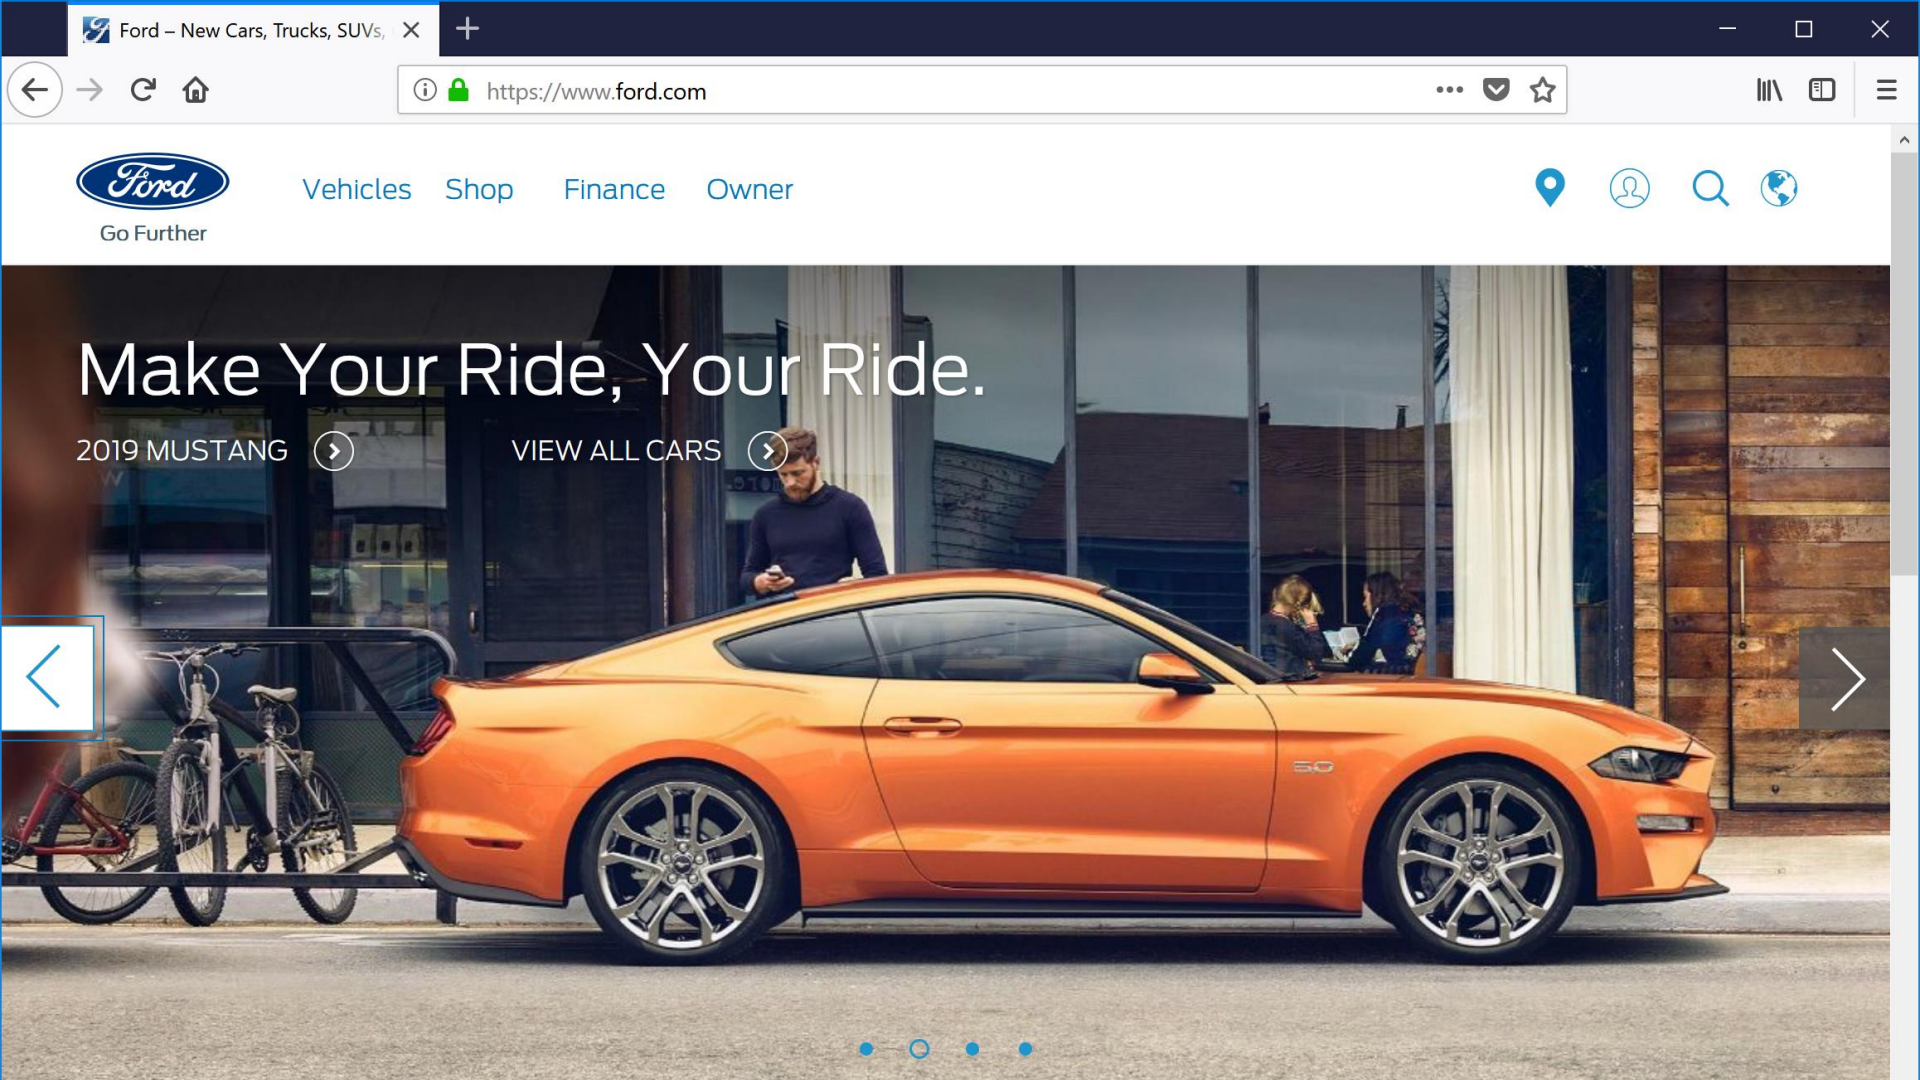 Ford – New Cars, Trucks, SUVs,
https://www.ford.com
Ford
Go Further
Vehicles Shop Finance Owner
Make Your Ride, Your Ride.
2019 MUSTANG VIEW ALL CARS
5.0